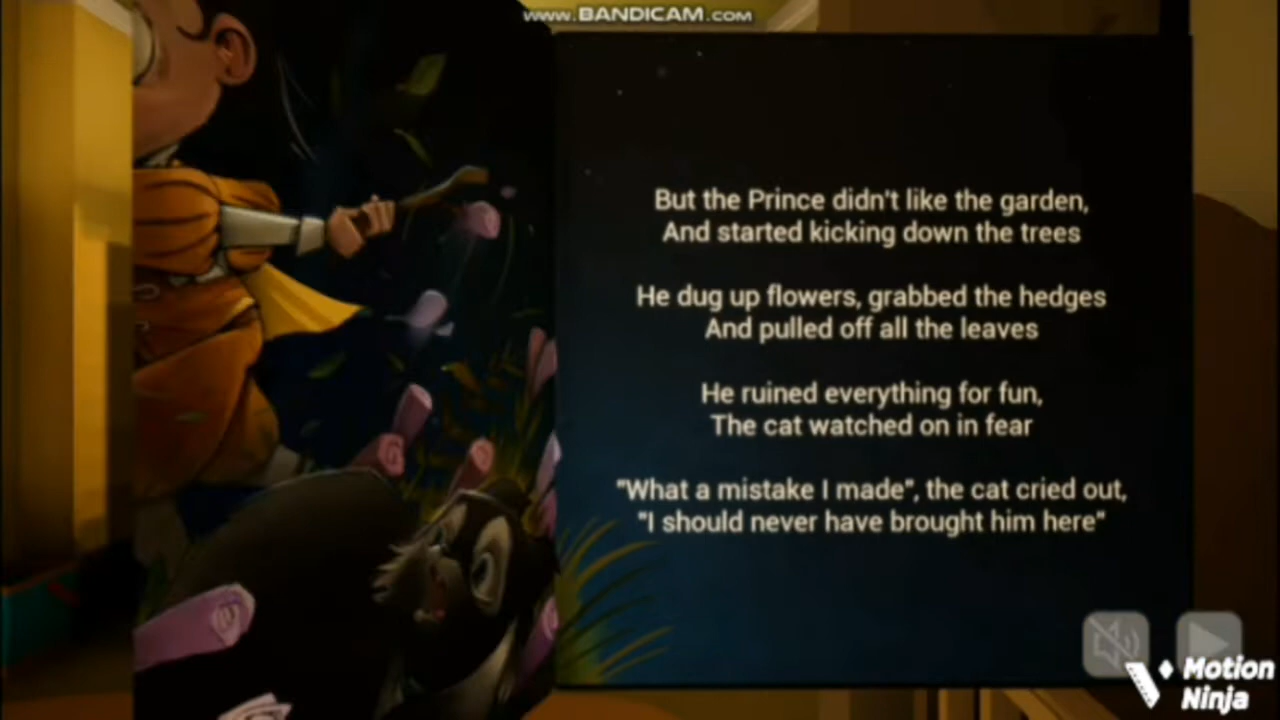 www.BANDICAM.com
But the Prince didn't like the garden,
And started kicking down the trees
He dug up flowers, grabbed the hedges
And pulled off all the leaves
He ruined everything for fun,
The cat watched on in fear
"What a mistake I made", the cat cried out,
"I should never have brought him here"
Motion
Ninja